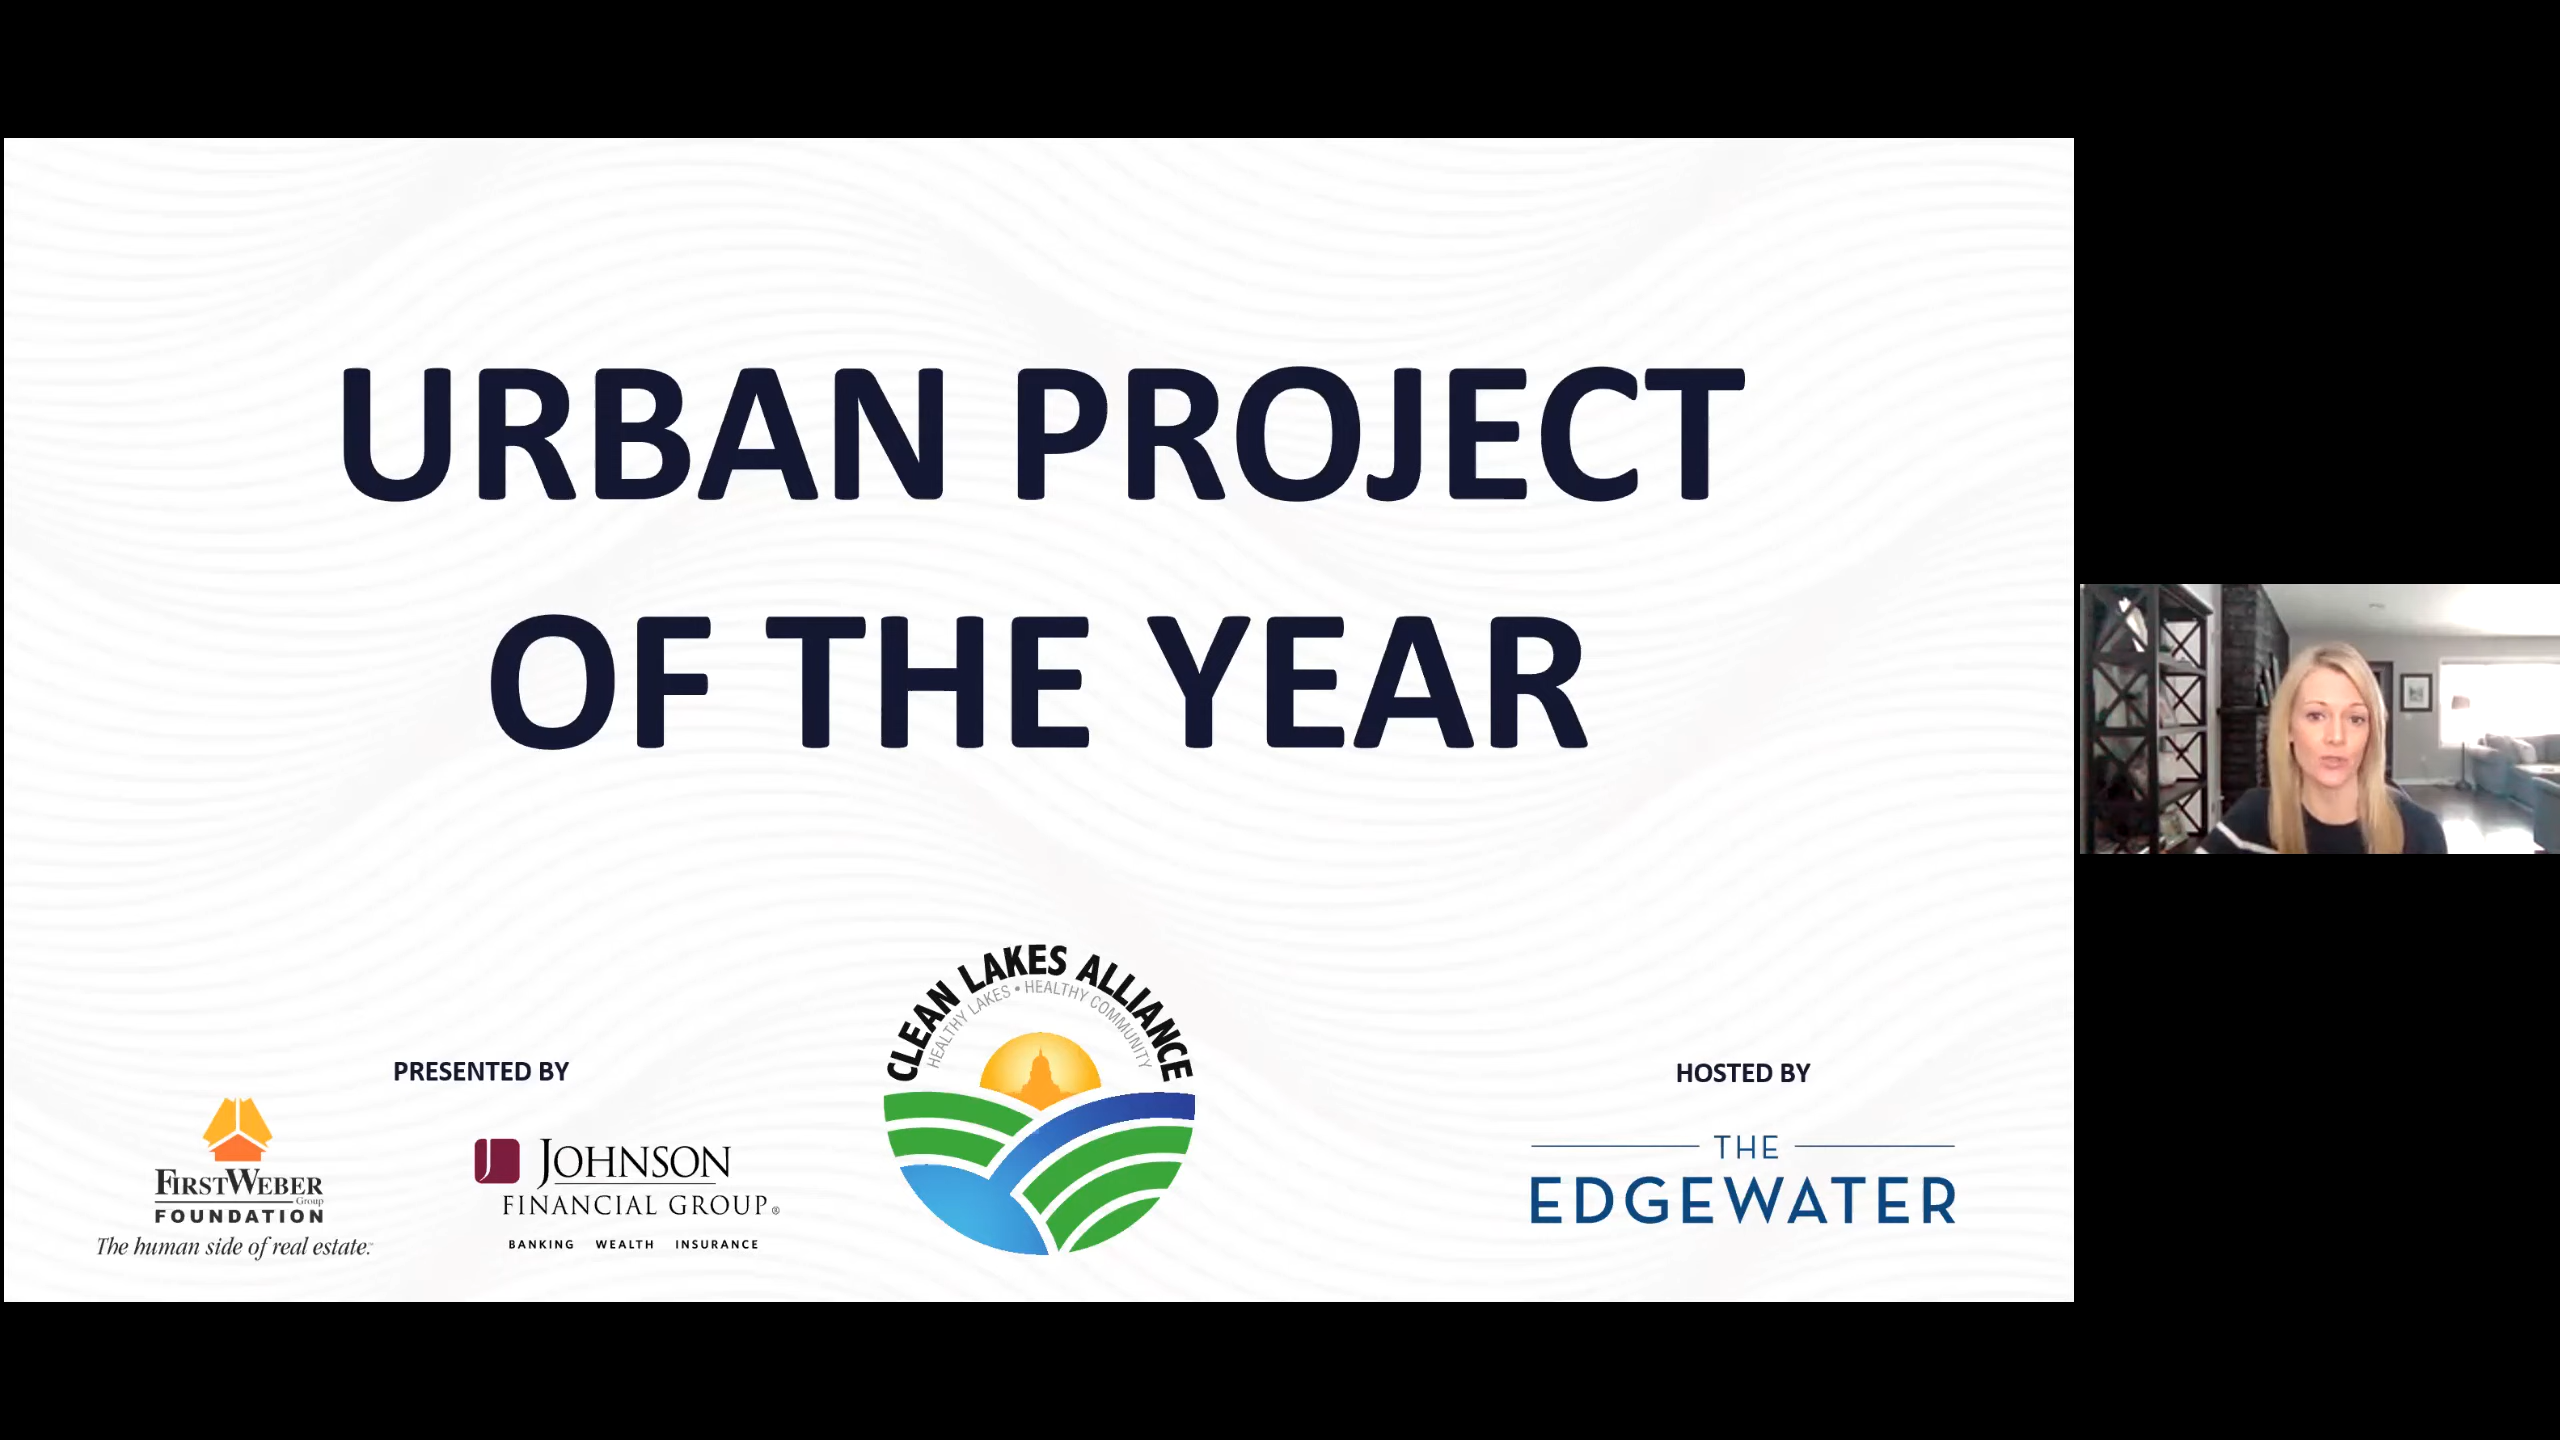 URBAN PROJECT
OF THE YEAR
PRESENTED BY
FIRSTWEBER
Group
FOUNDATION
The human side of real estate.
J
JOHNSON
FINANCIAL GROUP®
BANKING WEALTH INSURANCE
CLEAN LAKES ALLIANCE
HEALTHY LAKES • HEALTHY COMMUNITY
HOSTED BY
THE
EDGEWATER